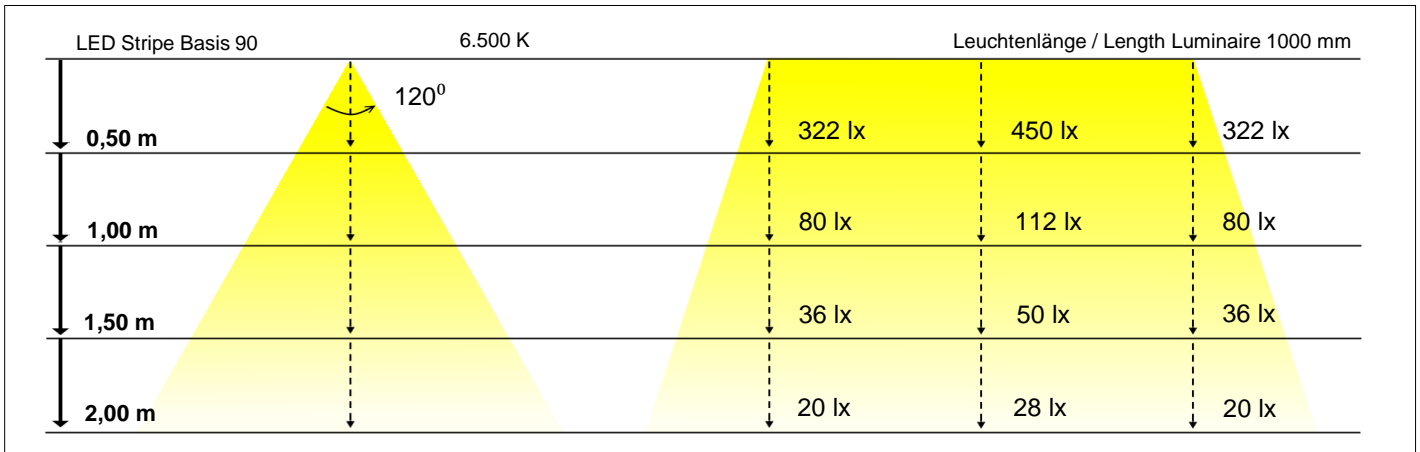 LED Stripe Basis 90 6.500 K Leuchtenlänge / Length Luminaire 1000 mm
120⁰
0,50 m 322 lx 450 lx 322 lx
1,00 m 80 lx 112 lx 80 lx
1,50 m 36 lx 50 lx 36 lx
2,00 m 20 lx 28 lx 20 lx